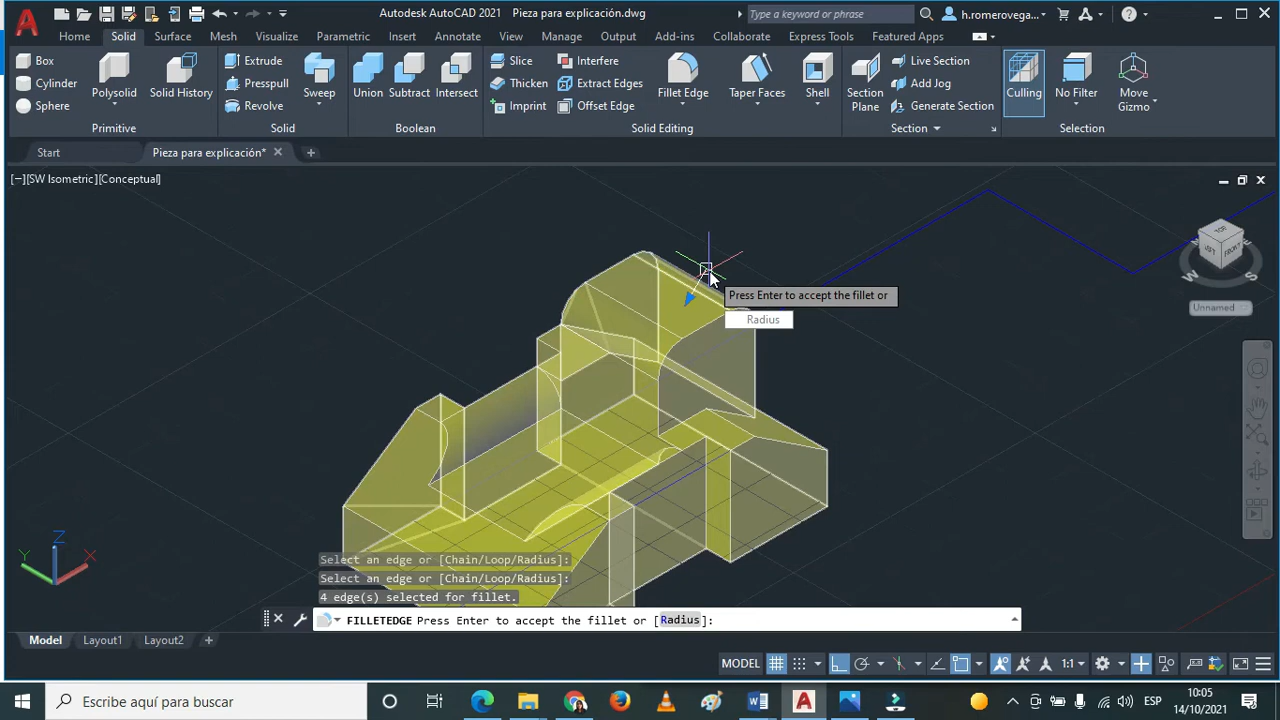 Autodesk AutoCAD 2021 Pieza para explicación.dwg
Type a keyword or phrase
h.romerovega...
Home Solid Surface Mesh Visualize Parametric Insert Annotate View Manage Output Add-ins Collaborate Express Tools Featured Apps
Box
Cylinder
Sphere
Polysolid
Solid History
Extrude
Presspull
Revolve
Sweep
Union
Subtract
Intersect
Slice
Thicken
Imprint
Interfere
Extract Edges
Offset Edge
Fillet Edge
Taper Faces
Shell
Section
Plane
Live Section
Add Jog
Generate Section
Culling
No Filter
Move
Gizmo
Primitive
Solid
Boolean
Solid Editing
Section
Selection
Start
Pieza para explicación*
[−][SW Isometric][Conceptual]
TOP
LEFT
FRONT
W
S
Unnamed
Press Enter to accept the fillet or
Radius
Z
Y
X
Select an edge or [Chain/Loop/Radius]:
Select an edge or [Chain/Loop/Radius]:
4 edge(s) selected for fillet.
FILLETEDGE Press Enter to accept the fillet or [Radius]:
Model Layout1 Layout2
MODEL
1:1
Escribe aquí para buscar
ESP
10:05
14/10/2021